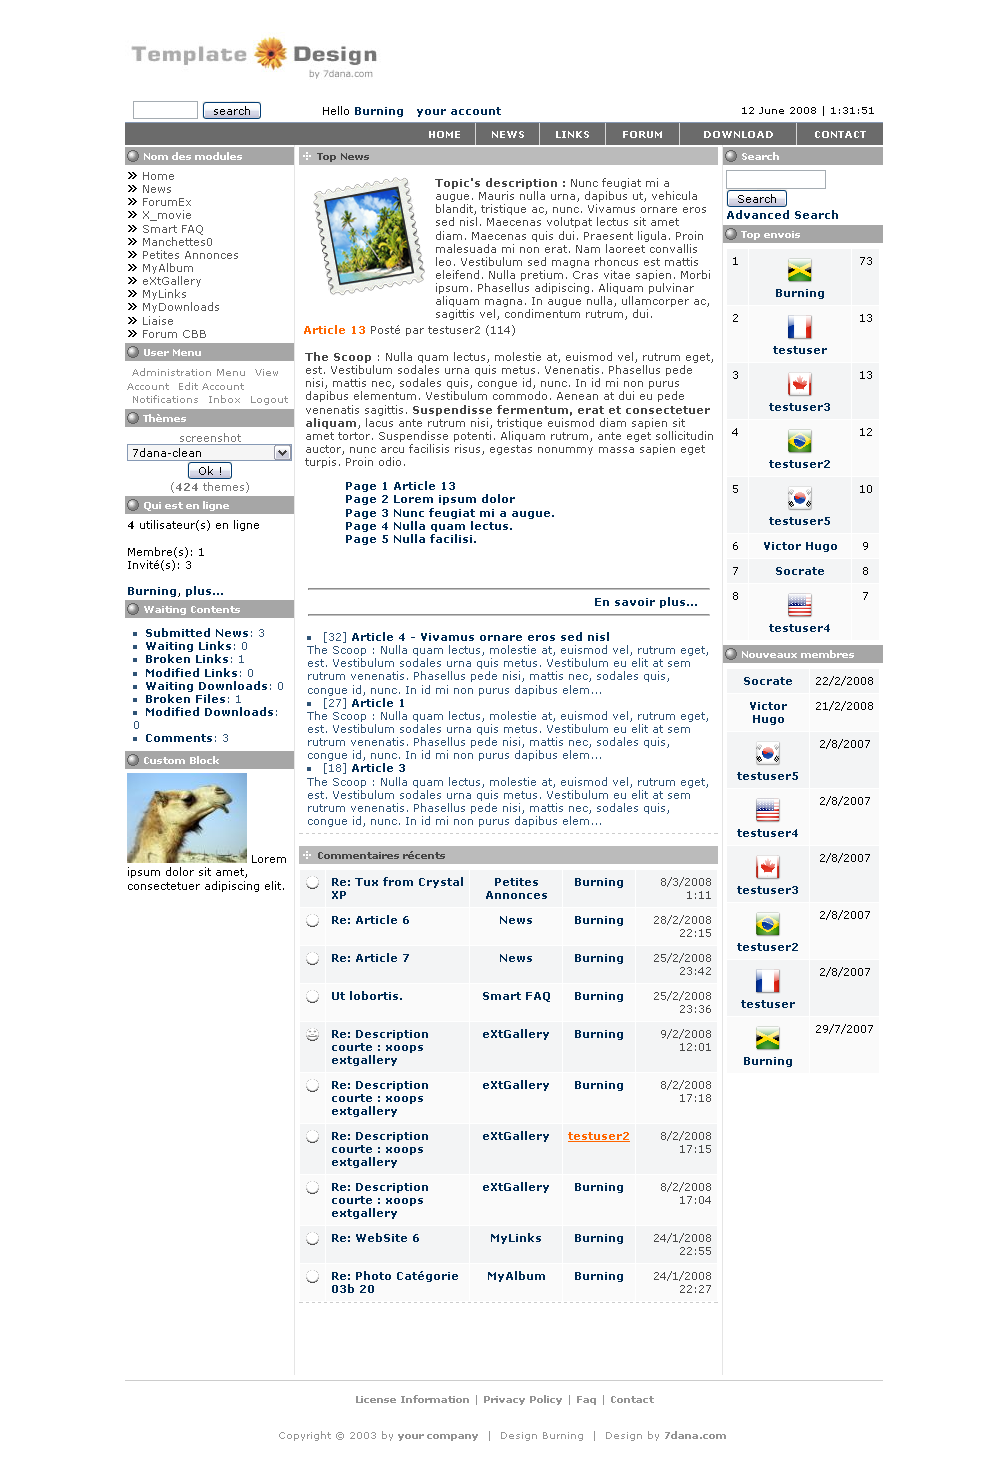 Template Design
by 7dana.com
search
Hello Burning your account
12 June 2008 | 1:31:51
HOME
NEWS
LINKS
FORUM
DOWNLOAD
CONTACT
Nom des modules
Home
News
ForumEx
X_movie
Smart FAQ
Manchettes0
Petites Annonces
MyAlbum
eXtGallery
MyLinks
MyDownloads
Liaise
Forum CBB
User Menu
Administration Menu View
Account Edit Account
Notifications Inbox Logout
Thèmes
screenshot
7dana-clean
Ok !
(424 themes)
Qui est en ligne
4 utilisateur(s) en ligne
Membre(s): 1
Invité(s): 3
Burning, plus...
Waiting Contents
Submitted News: 3
Waiting Links: 0
Broken Links: 1
Modified Links: 0
Waiting Downloads: 0
Broken Files: 1
Modified Downloads:
0
Comments: 3
Custom Block
Lorem
ipsum dolor sit amet,
consectetuer adipiscing elit.
Top News
Topic's description : Nunc feugiat mi a
augue. Mauris nulla urna, dapibus ut, vehicula
blandit, tristique ac, nunc. Vivamus ornare eros
sed nisl. Maecenas volutpat lectus sit amet
diam. Maecenas quis dui. Praesent ligula. Proin
malesuada mi non erat. Nam laoreet convallis
leo. Vestibulum sed magna rhoncus est mattis
eleifend. Nulla pretium. Cras vitae sapien. Morbi
ipsum. Phasellus adipiscing. Aliquam pulvinar
aliquam magna. In augue nulla, ullamcorper ac,
sagittis vel, condimentum rutrum, dui.
Article 13 Posté par testuser2 (114)
The Scoop : Nulla quam lectus, molestie at, euismod vel, rutrum eget,
est. Vestibulum sodales urna quis metus. Venenatis. Phasellus pede
nisi, mattis nec, sodales quis, congue id, nunc. In id mi non purus
dapibus elementum. Vestibulum commodo. Aenean at dui eu pede
venenatis sagittis. Suspendisse fermentum, erat et consectetuer
aliquam, lacus ante rutrum nisi, tristique euismod diam sapien sit
amet tortor. Suspendisse potenti. Aliquam rutrum, ante eget sollicitudin
auctor, nunc arcu facilisis risus, egestas nonummy massa sapien eget
turpis. Proin odio.
Page 1 Article 13
Page 2 Lorem ipsum dolor
Page 3 Nunc feugiat mi a augue.
Page 4 Nulla quam lectus.
Page 5 Nulla facilisi.
En savoir plus...
[32] Article 4 - Vivamus ornare eros sed nisl
The Scoop : Nulla quam lectus, molestie at, euismod vel, rutrum eget,
est. Vestibulum sodales urna quis metus. Vestibulum eu elit at sem
rutrum venenatis. Phasellus pede nisi, mattis nec, sodales quis,
congue id, nunc. In id mi non purus dapibus elem...
[27] Article 1
The Scoop : Nulla quam lectus, molestie at, euismod vel, rutrum eget,
est. Vestibulum sodales urna quis metus. Vestibulum eu elit at sem
rutrum venenatis. Phasellus pede nisi, mattis nec, sodales quis,
congue id, nunc. In id mi non purus dapibus elem...
[18] Article 3
The Scoop : Nulla quam lectus, molestie at, euismod vel, rutrum eget,
est. Vestibulum sodales urna quis metus. Vestibulum eu elit at sem
rutrum venenatis. Phasellus pede nisi, mattis nec, sodales quis,
congue id, nunc. In id mi non purus dapibus elem...
Commentaires récents
Re: Tux from Crystal Petites Burning 8/3/2008
XP Annonces 1:11
Re: Article 6 News Burning 28/2/2008
22:15
Re: Article 7 News Burning 25/2/2008
23:42
Ut lobortis. Smart FAQ Burning 25/2/2008
23:36
Re: Description eXtGallery Burning 9/2/2008
courte : xoops 12:01
extgallery
Re: Description eXtGallery Burning 8/2/2008
courte : xoops 17:18
extgallery
Re: Description eXtGallery testuser2 8/2/2008
courte : xoops 17:15
extgallery
Re: Description eXtGallery Burning 8/2/2008
courte : xoops 17:04
extgallery
Re: WebSite 6 MyLinks Burning 24/1/2008
22:55
Re: Photo Catégorie MyAlbum Burning 24/1/2008
03b 20 22:27
Search
Search
Advanced Search
Top envois
1 73
Burning
2 13
testuser
3 13
testuser3
4 12
testuser2
5 10
testuser5
6 Victor Hugo 9
7 Socrate 8
8 7
testuser4
Nouveaux membres
Socrate 22/2/2008
Victor 21/2/2008
Hugo
2/8/2007
testuser5
2/8/2007
testuser4
2/8/2007
testuser3
2/8/2007
testuser2
2/8/2007
testuser
29/7/2007
Burning
License Information | Privacy Policy | Faq | Contact
Copyright © 2003 by your company | Design Burning | Design by 7dana.com